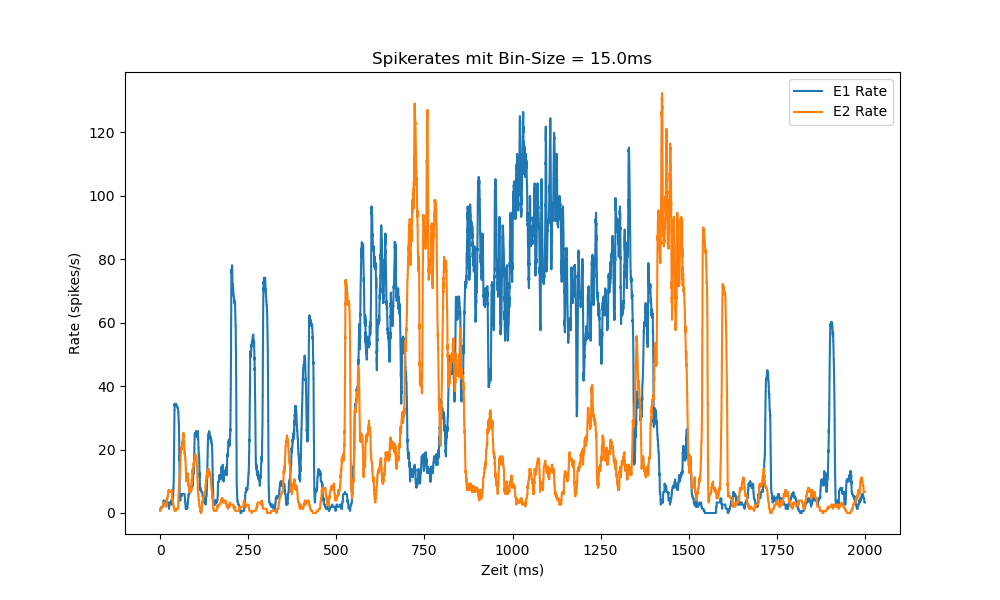 Spikerates mit Bin-Size = 15.0ms
E1 Rate
E2 Rate
120
100
80
60
40
20
0
Rate (spikes/s)
0 250 500 750 1000 1250 1500 1750 2000
Zeit (ms)